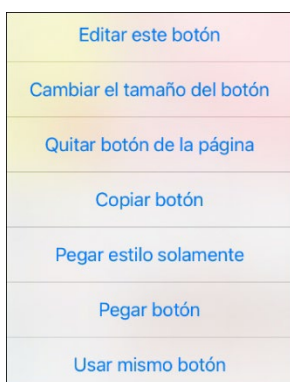 Editar este botón
Cambiar el tamaño del botón
Quitar botón de la página
Copiar botón
Pegar estilo solamente
Pegar botón
Usar mismo botón